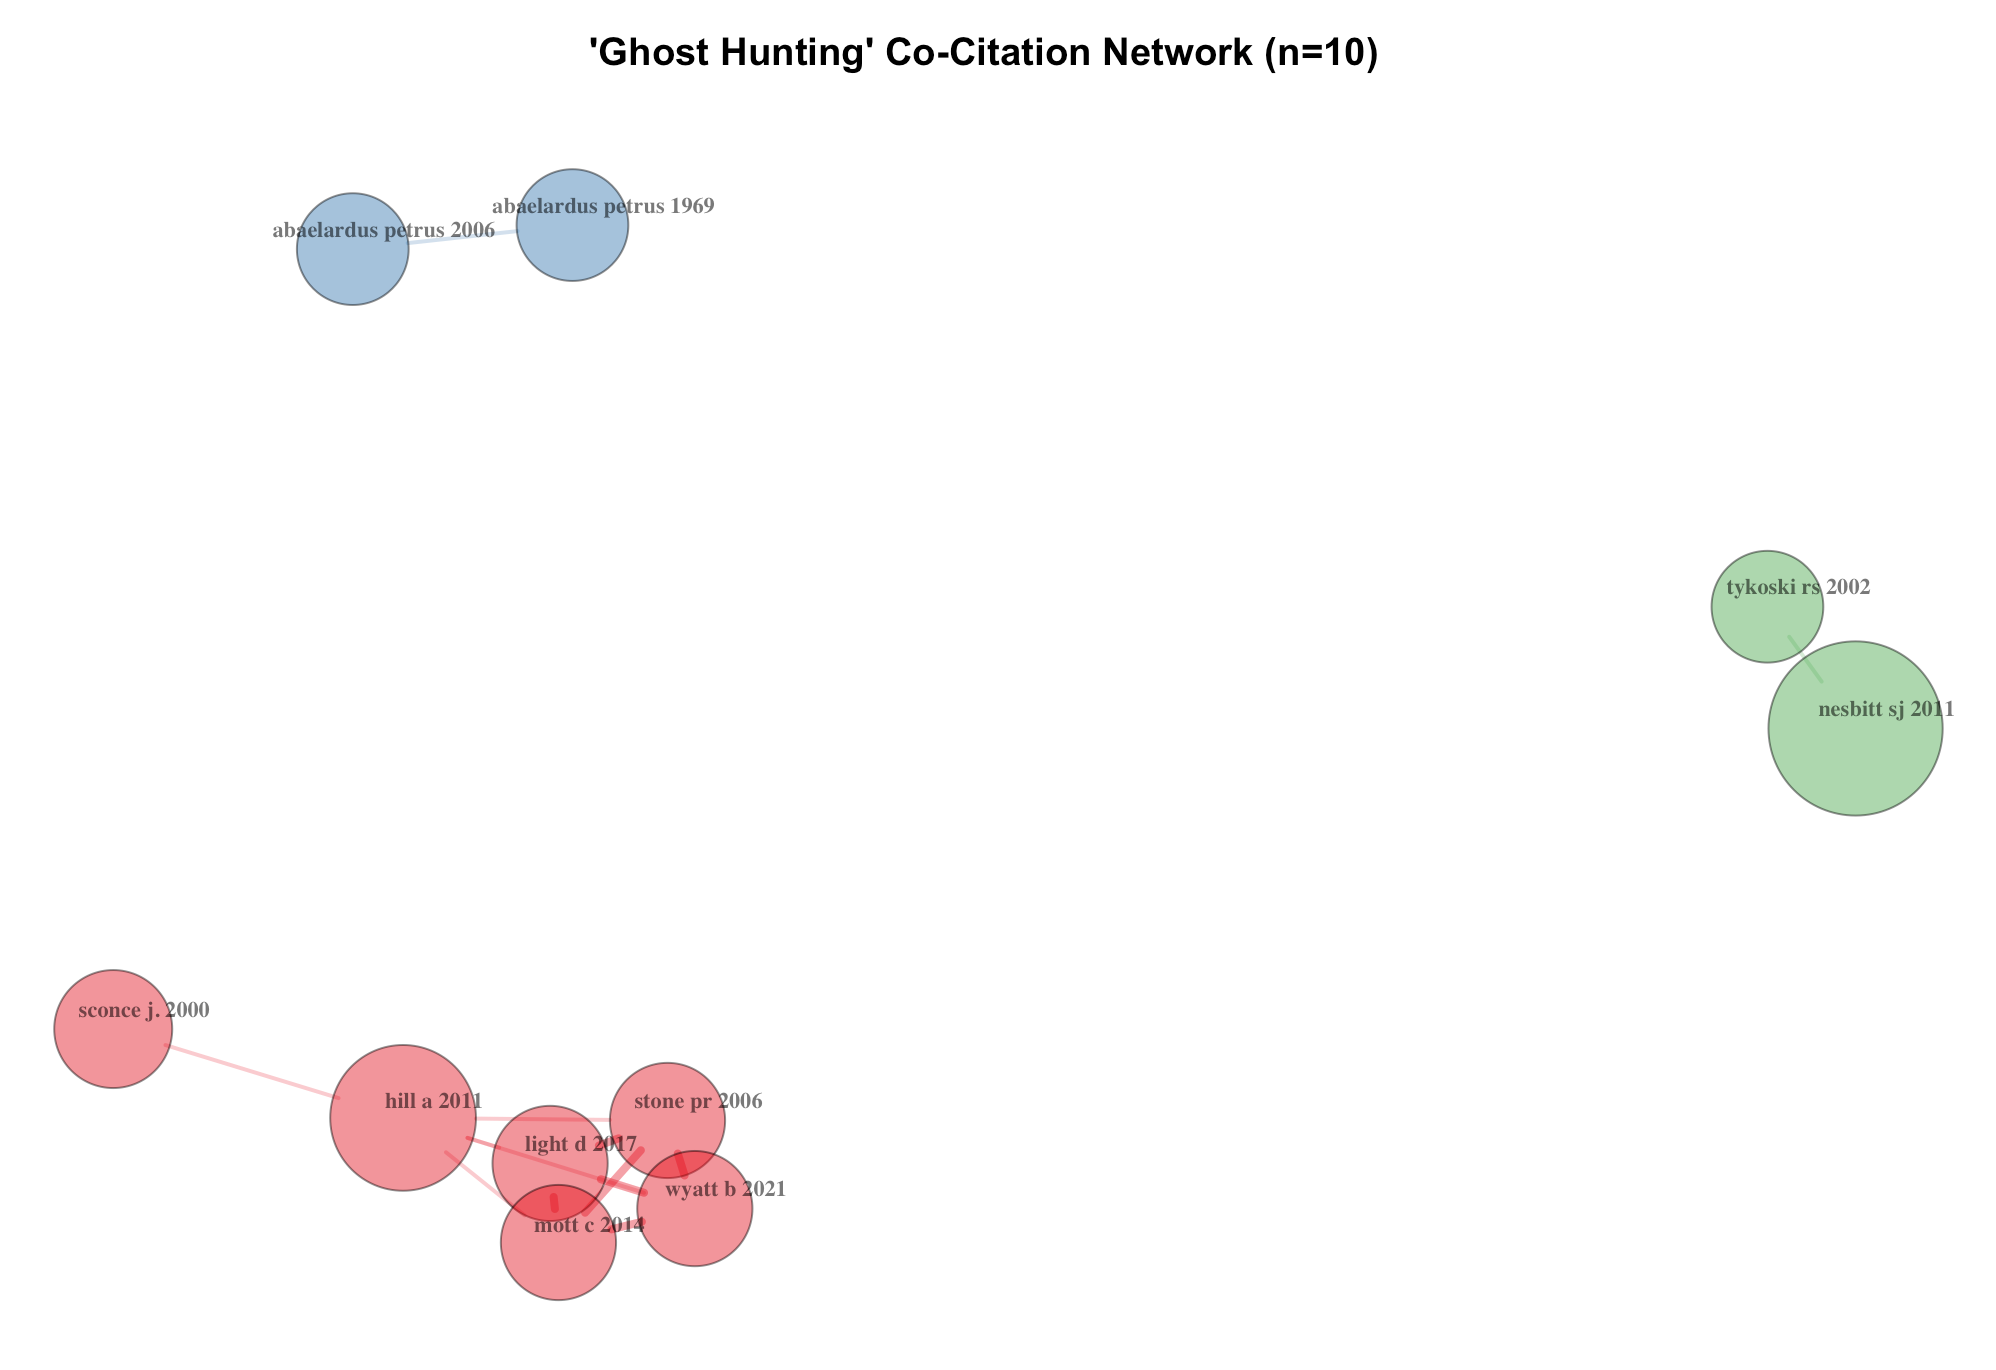 'Ghost Hunting' Co-Citation Network (n=10)
abaelardus petrus 1969
abaelardus petrus 2006
tykoski rs 2002
nesbitt sj 2011
sconce j. 2000
hill a 2011
stone pr 2006
light d 2017
wyatt b 2021
mott c 2014